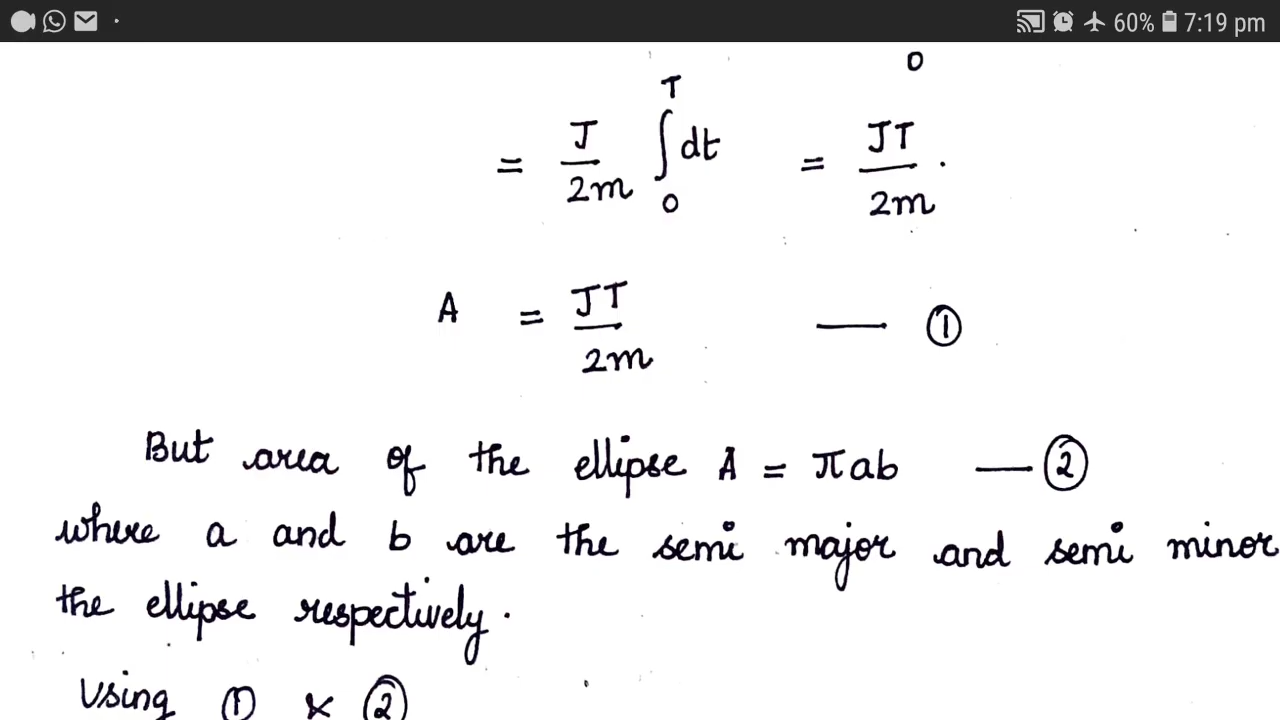 60% 7:19 pm
0
= J/2m ∫₀ᵀ dt = JT/2m .
A = JT/2m — ①
But area of the ellipse A = πab — ②
where a and b are the semi major and semi minor
the ellipse respectively.
Using ① & ②